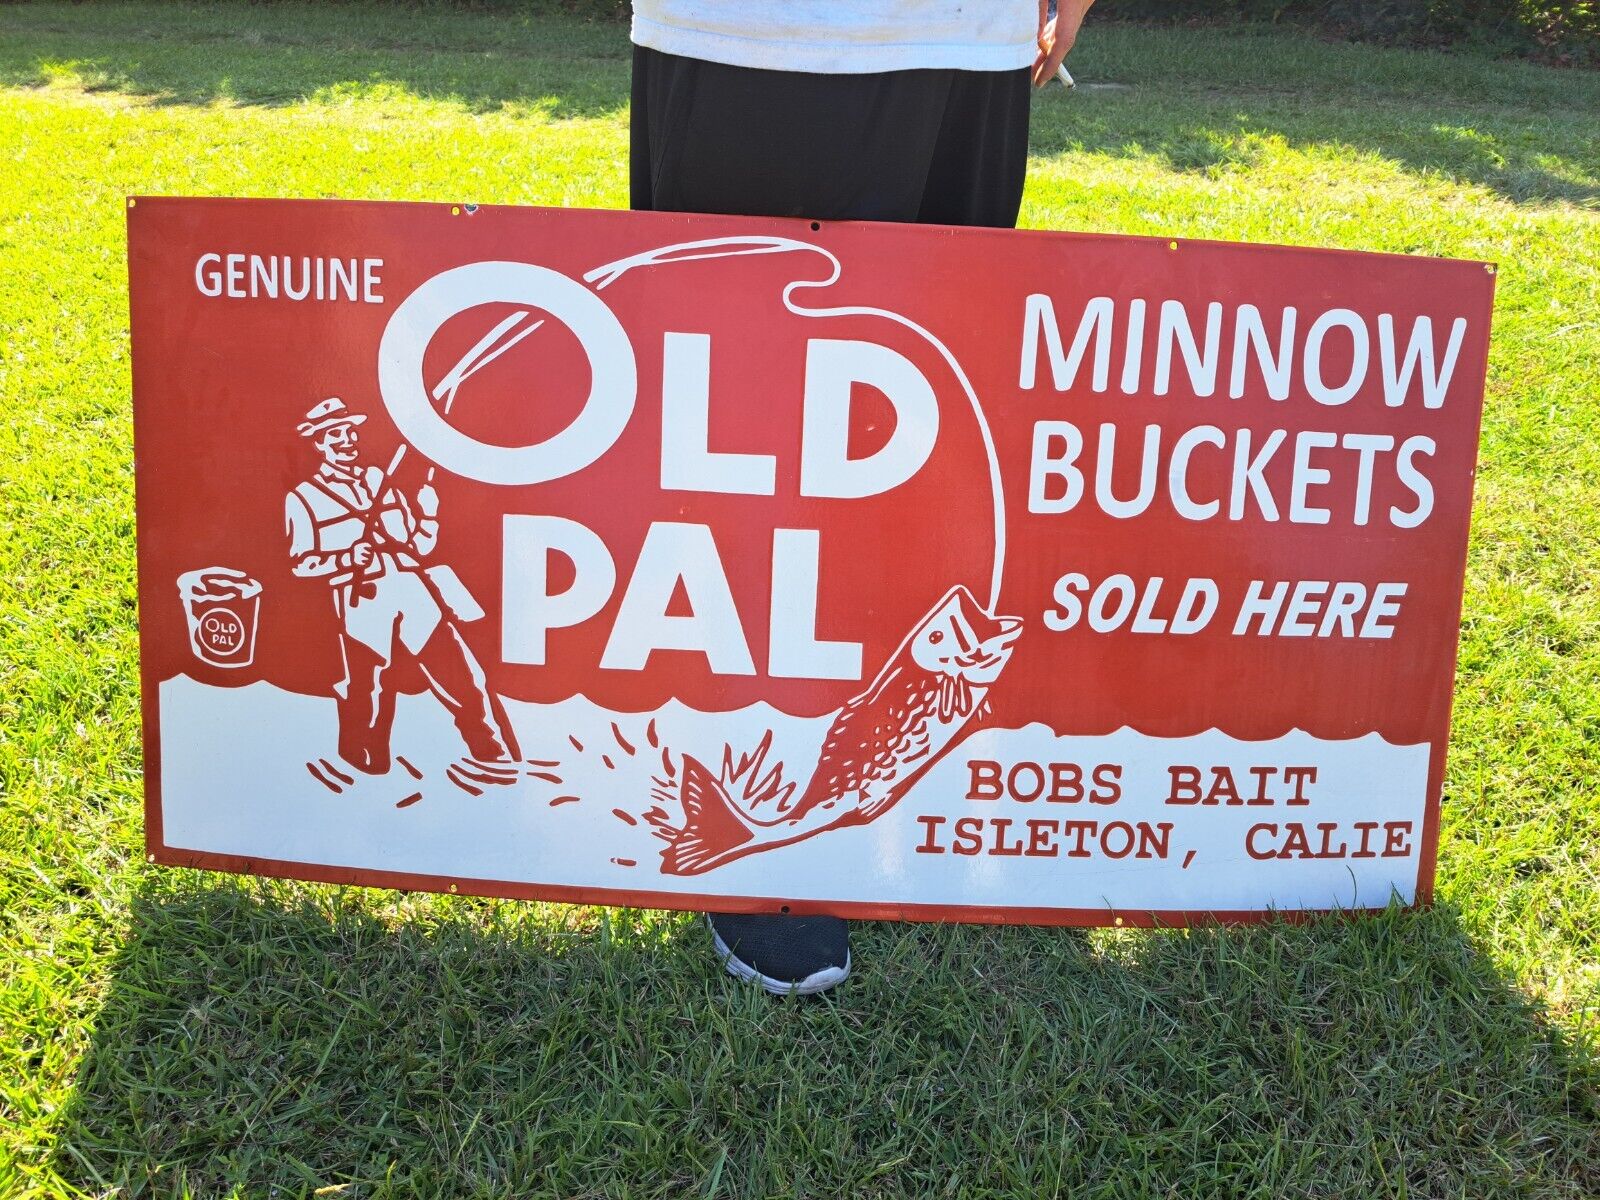 GENUINE
OLD
PAL
MINNOW
BUCKETS
SOLD HERE
OLD
PAL
BOBS BAIT
ISLETON, CALIE